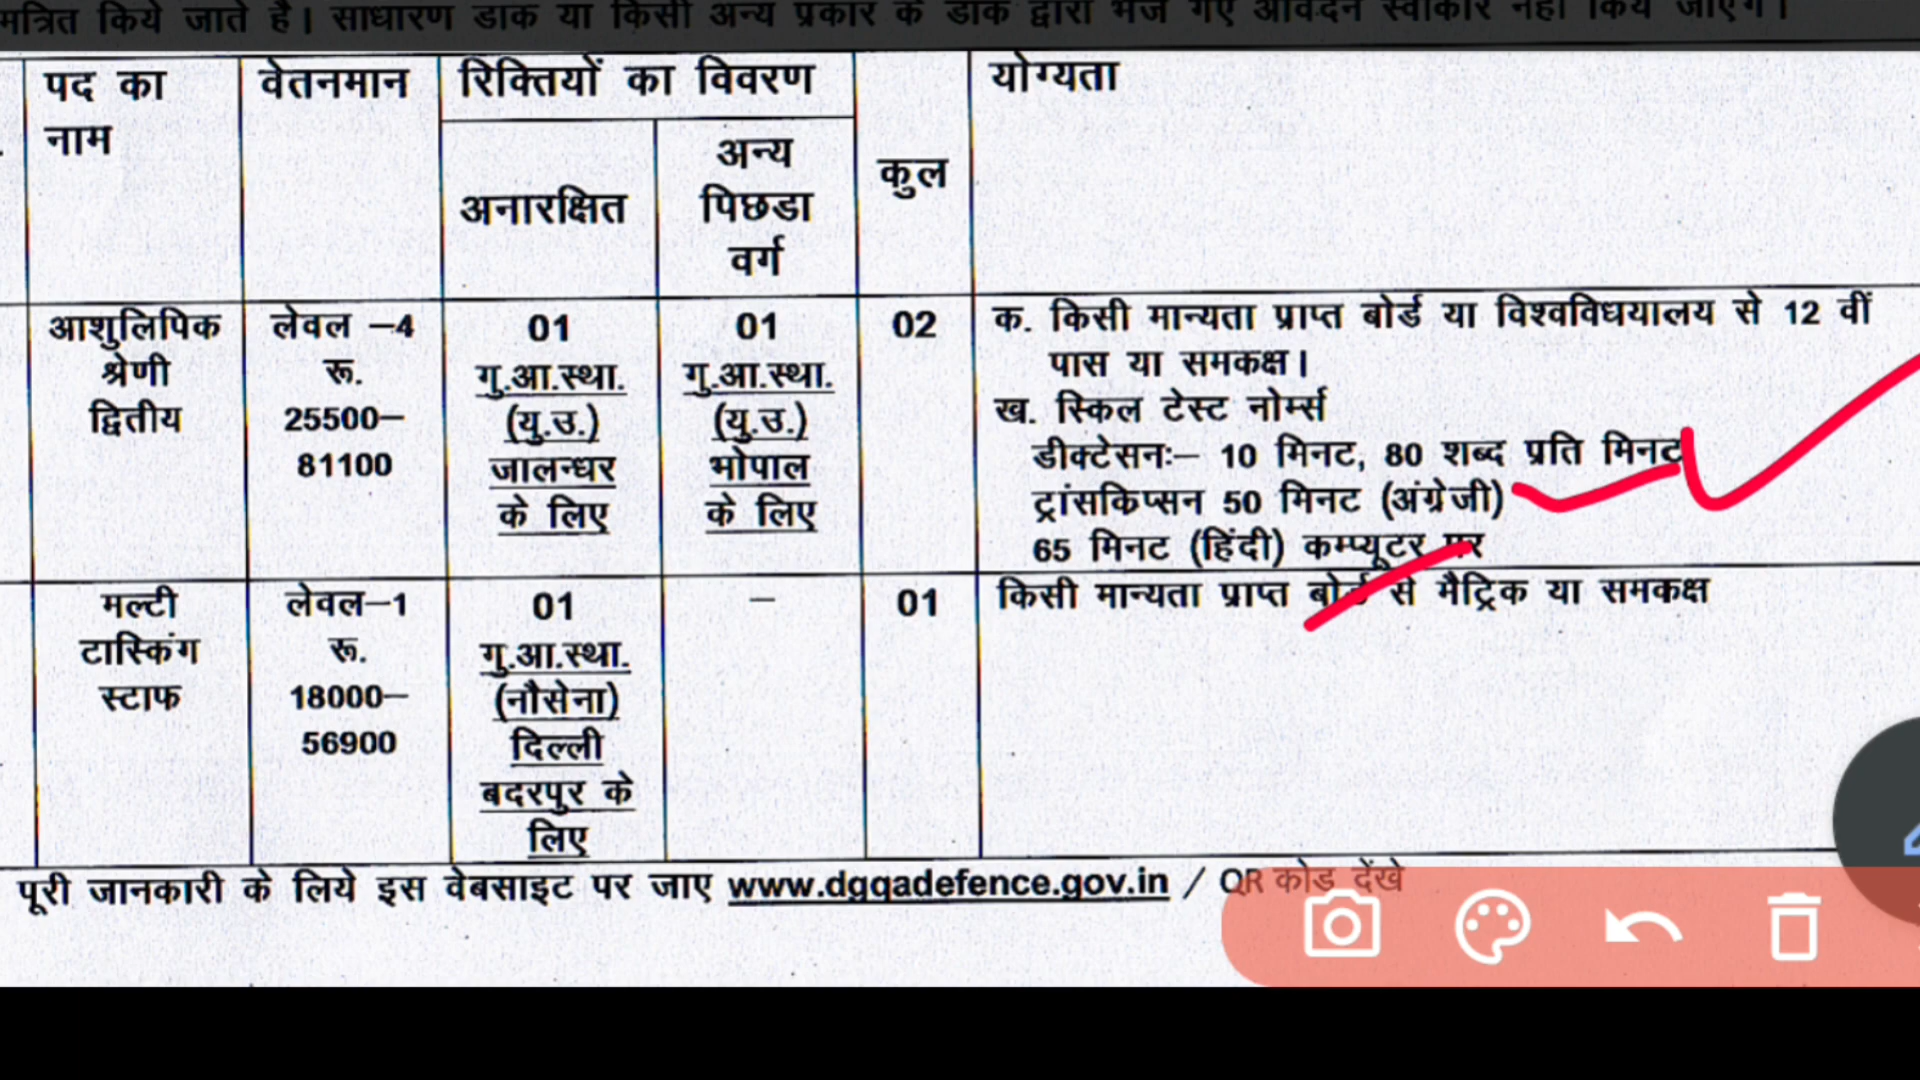 मंत्रित किये जाते है। साधारण डाक या किसी अन्य प्रकार के डाक द्वारा भेजे गए आवेदन स्वीकार नहीं किये जाएंगे।
पद का नाम
वेतनमान
रिक्तियों का विवरण
योग्यता
अनारक्षित
अन्य पिछडा वर्ग
कुल
आशुलिपिक श्रेणी द्वितीय
लेवल –4 रू. 25500– 81100
01 गु.आ.स्था. (यु.उ.) जालन्धर के लिए
01 गु.आ.स्था. (यु.उ.) भोपाल के लिए
02
क. किसी मान्यता प्राप्त बोर्ड या विश्वविधयालय से 12 वीं
पास या समकक्ष।
ख. स्किल टेस्ट नोर्म्स
डीक्टेसनः– 10 मिनट, 80 शब्द प्रति मिनट
ट्रांसकिप्सन 50 मिनट (अंग्रेजी)
65 मिनट (हिंदी) कम्प्यूटर पर
मल्टी टास्किंग स्टाफ
लेवल–1 रू. 18000– 56900
01 गु.आ.स्था. (नौसेना) दिल्ली बदरपुर के लिए
–
01
किसी मान्यता प्राप्त बोर्ड से मैट्रिक या समकक्ष
पूरी जानकारी के लिये इस वेबसाइट पर जाए www.dgqadefence.gov.in / QR कोड देंखे